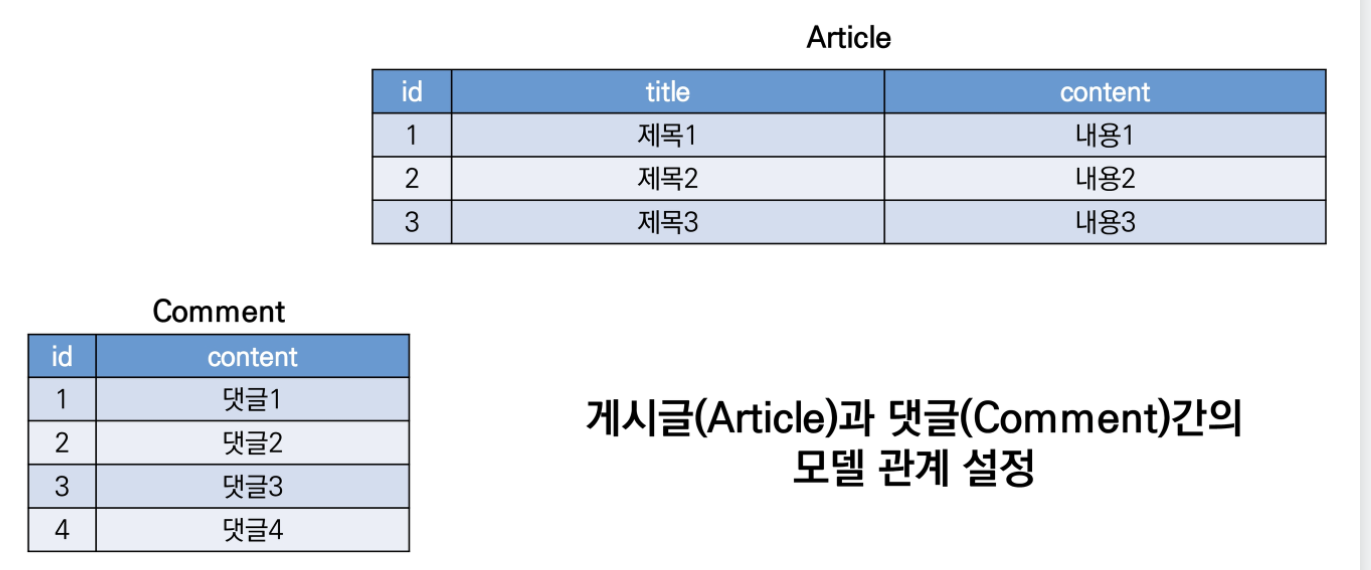 Article
id title content
1 제목1 내용1
2 제목2 내용2
3 제목3 내용3
Comment
id content
1 댓글1
2 댓글2
3 댓글3
4 댓글4
게시글(Article)과 댓글(Comment)간의
모델 관계 설정